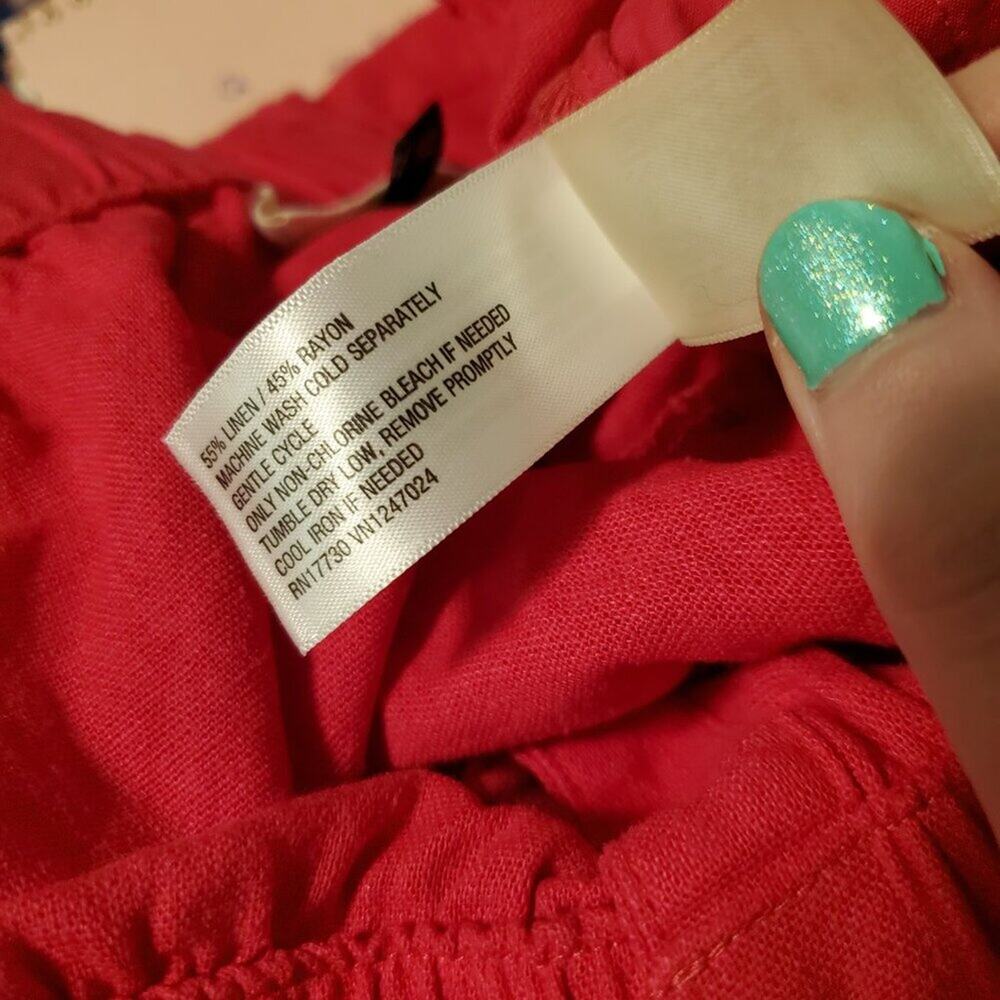 55% LINEN / 45% RAYON
MACHINE WASH COLD SEPARATELY
GENTLE CYCLE
ONLY NON-CHLORINE BLEACH IF NEEDED
TUMBLE DRY LOW, REMOVE PROMPTLY
COOL IRON IF NEEDED
RN17730 VN1247024